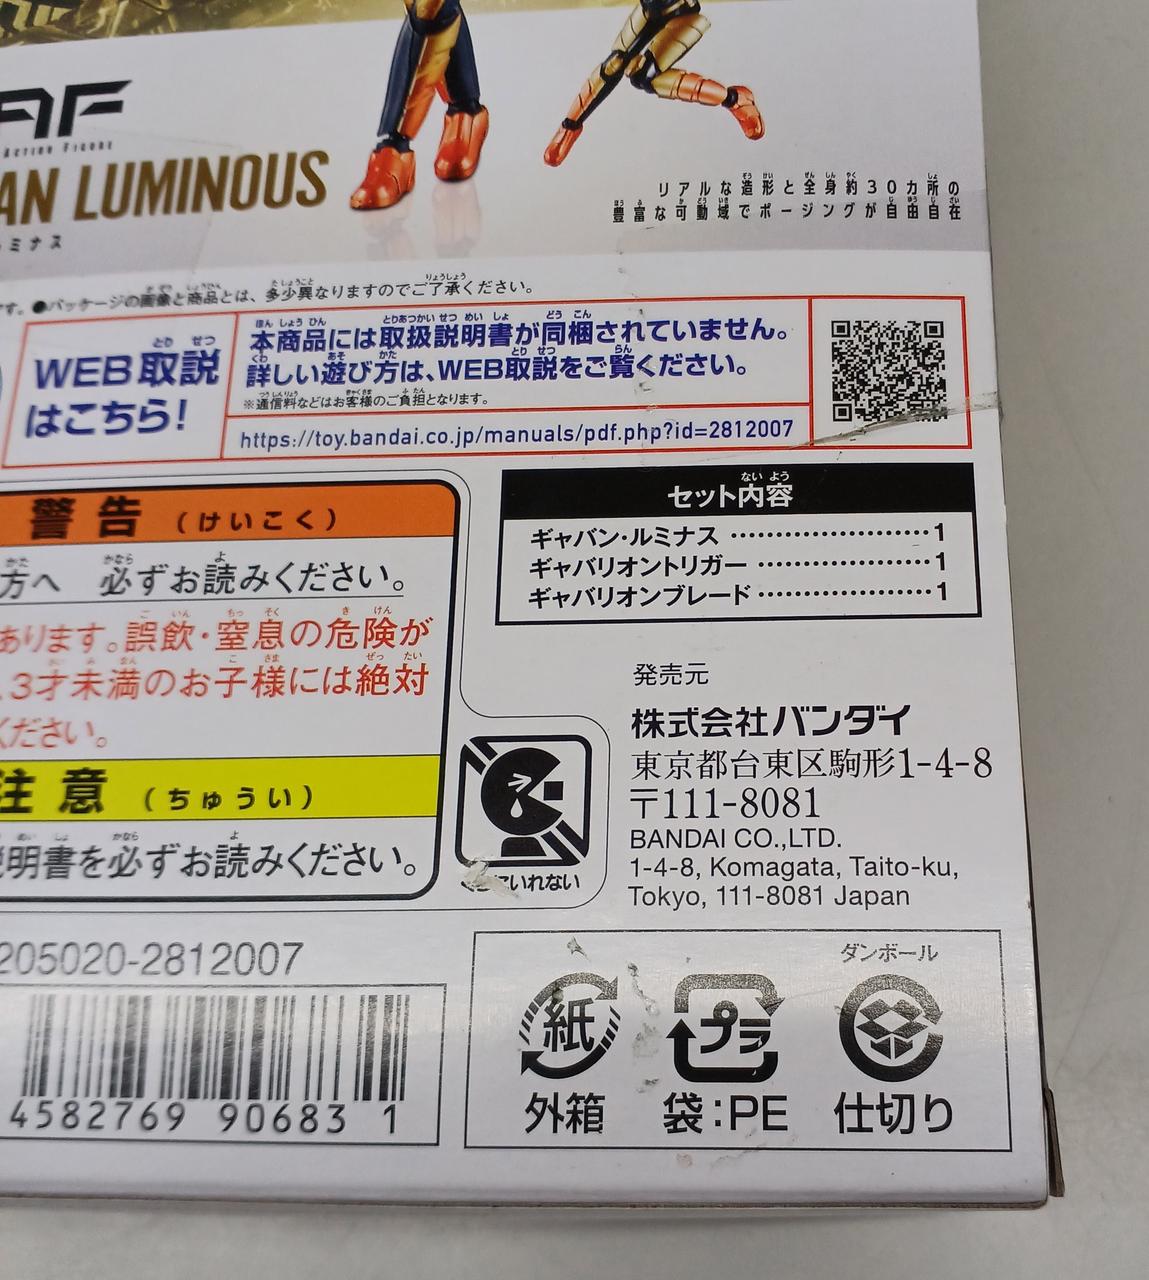 AF
Action Figure
AN LUMINOUS
ミナス
リアルな造形と全身約30カ所の
豊富な可動域でポージングが自由自在
す。●パッケージの画像と商品とは、多少異なりますのでご了承ください。
WEB取説
はこちら!
本商品には取扱説明書が同梱されていません。
詳しい遊び方は、WEB取説をご覧ください。
※通信料などはお客様のご負担となります。
https://toy.bandai.co.jp/manuals/pdf.php?id=2812007
警告（けいこく）
方へ 必ずお読みください。
あります。誤飲・窒息の危険が
、3才未満のお子様には絶対
ください。
注意（ちゅうい）
説明書を必ずお読みください。
セット内容
ギャバン・ルミナス……………………1
ギャバリオントリガー…………………1
ギャバリオンブレード…………………1
発売元
株式会社バンダイ
東京都台東区駒形1-4-8
〒111-8081
BANDAI CO.,LTD.
1-4-8, Komagata, Taito-ku,
Tokyo, 111-8081 Japan
にいれない
205020-2812007
4582769 90683 1
ダンボール
紙
プラ
外箱
袋:PE
仕切り